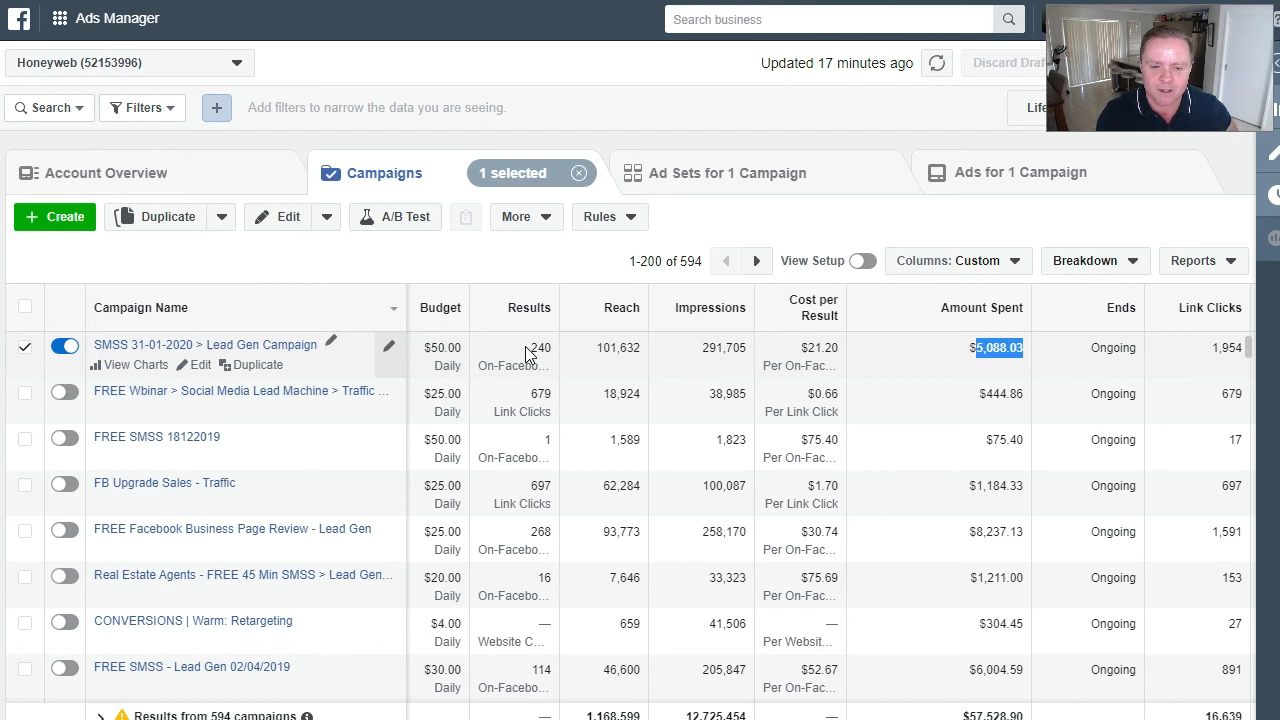 Ads Manager
Search business
Honeyweb (52153996)
Updated 17 minutes ago
Discard Draf
Search
Filters
Add filters to narrow the data you are seeing.
Life
Account Overview
Campaigns
1 selected
Ad Sets for 1 Campaign
Ads for 1 Campaign
+ Create
Duplicate
Edit
A/B Test
More
Rules
1-200 of 594
View Setup
Columns: Custom
Breakdown
Reports
Campaign Name Budget Results Reach Impressions Cost per Result Amount Spent Ends Link Clicks
SMSS 31-01-2020 > Lead Gen Campaign $50.00 240 101,632 291,705 $21.20 $5,088.03 Ongoing 1,954
View Charts Edit Duplicate Daily On-Facebo... Per On-Fac...
FREE Wbinar > Social Media Lead Machine > Traffic ... $25.00 679 18,924 38,985 $0.66 $444.86 Ongoing 679
Daily Link Clicks Per Link Click
FREE SMSS 18122019 $50.00 1 1,589 1,823 $75.40 $75.40 Ongoing 17
Daily On-Facebo... Per On-Fac...
FB Upgrade Sales - Traffic $25.00 697 62,284 100,087 $1.70 $1,184.33 Ongoing 697
Daily Link Clicks Per Link Click
FREE Facebook Business Page Review - Lead Gen $25.00 268 93,773 258,170 $30.74 $8,237.13 Ongoing 1,591
Daily On-Facebo... Per On-Fac...
Real Estate Agents - FREE 45 Min SMSS > Lead Gen... $20.00 16 7,646 33,323 $75.69 $1,211.00 Ongoing 153
Daily On-Facebo... Per On-Fac...
CONVERSIONS | Warm: Retargeting $4.00 — 659 41,506 — $304.45 Ongoing 27
Daily Website C... Per Websit...
FREE SMSS - Lead Gen 02/04/2019 $30.00 114 46,600 205,847 $52.67 $6,004.59 Ongoing 891
Daily On-Facebo... Per On-Fac...
Results from 594 campaigns — 1,168,599 12,725,454 — $57,528.90 16,639